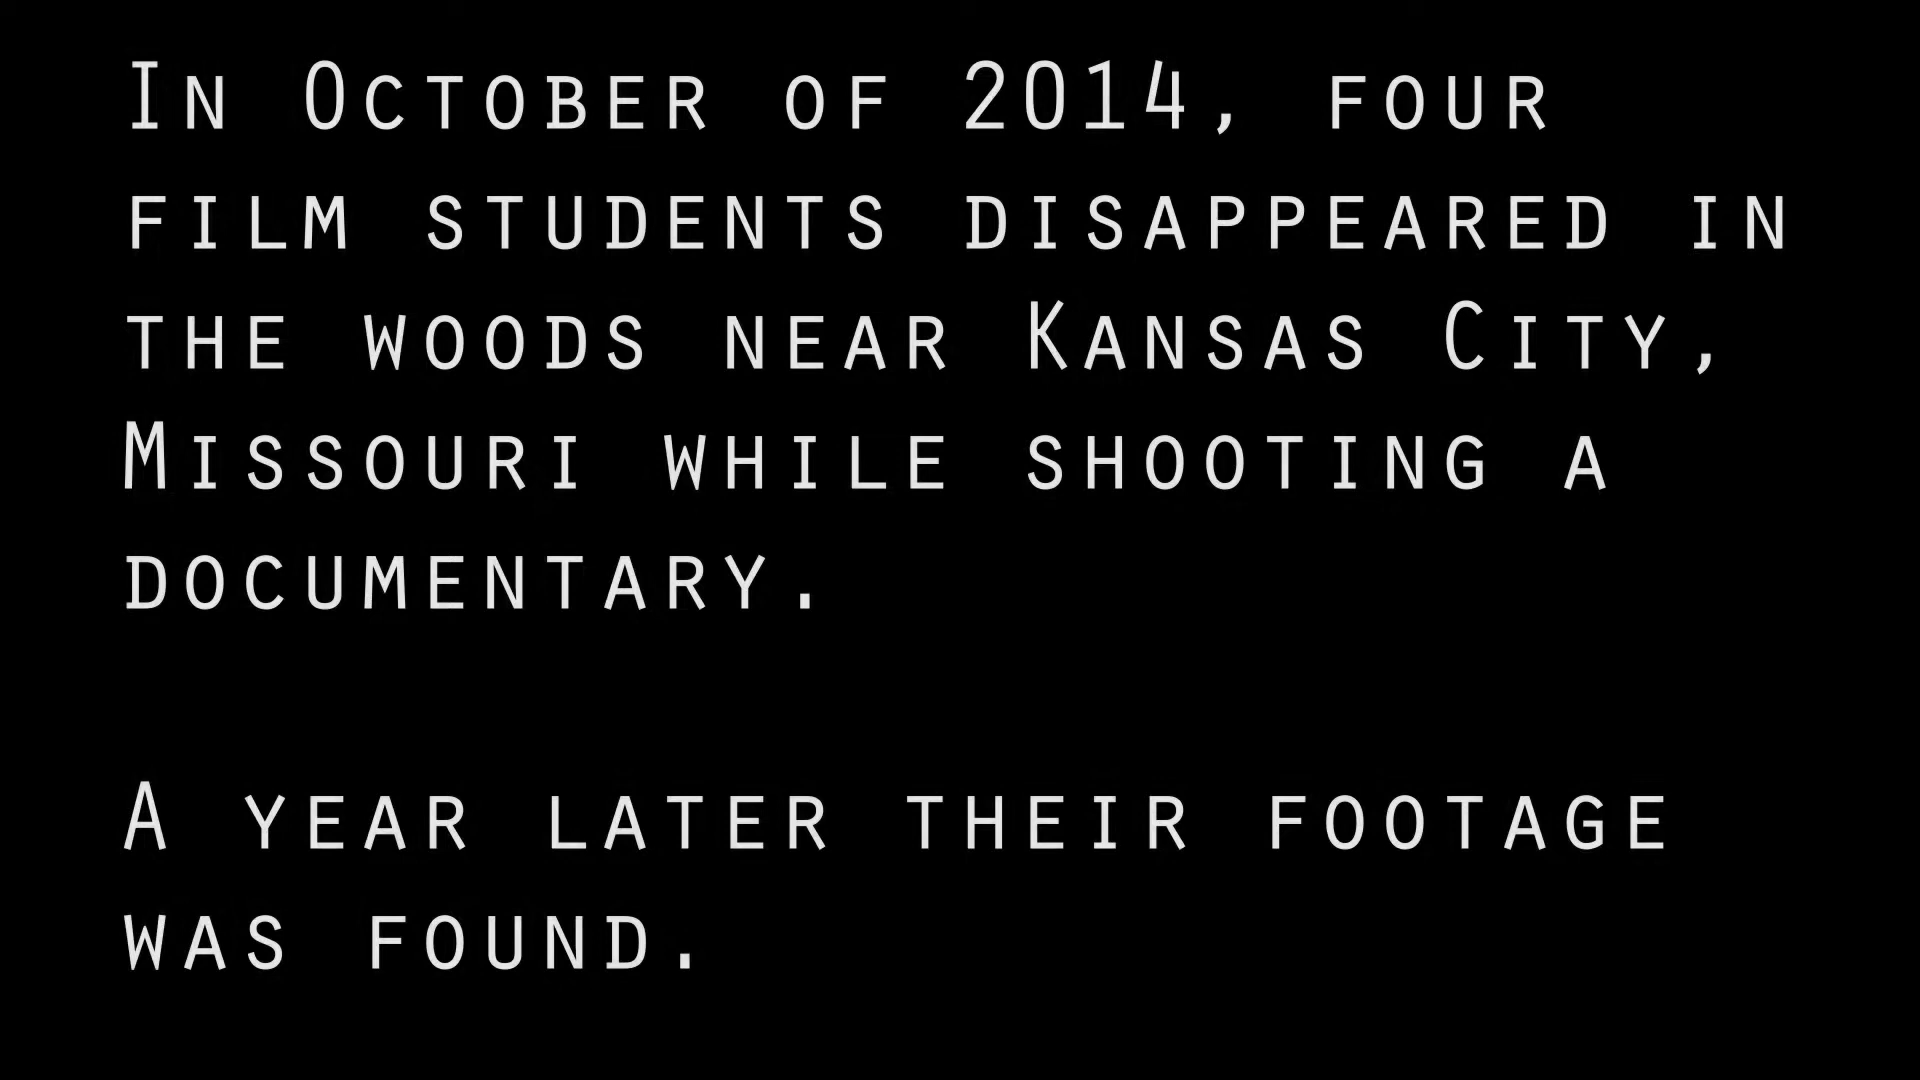 In October of 2014, four
film students disappeared in
the woods near Kansas City,
Missouri while shooting a
documentary.
A year later their footage
was found.